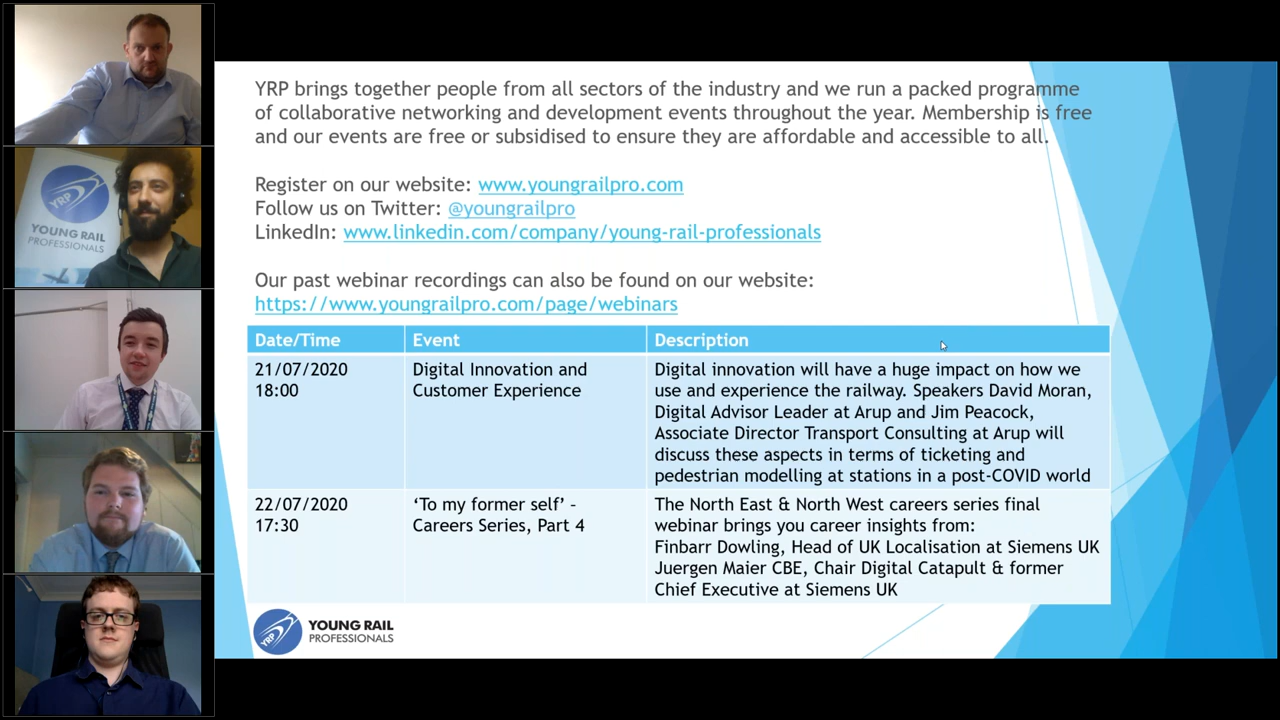 YRP
YOUNG RAIL
PROFESSIONALS
YRP brings together people from all sectors of the industry and we run a packed programme
of collaborative networking and development events throughout the year. Membership is free
and our events are free or subsidised to ensure they are affordable and accessible to all.
Register on our website: www.youngrailpro.com
Follow us on Twitter: @youngrailpro
LinkedIn: www.linkedin.com/company/young-rail-professionals
Our past webinar recordings can also be found on our website:
https://www.youngrailpro.com/page/webinars
Date/Time
Event
Description
21/07/2020
18:00
Digital Innovation and
Customer Experience
Digital innovation will have a huge impact on how we
use and experience the railway. Speakers David Moran,
Digital Advisor Leader at Arup and Jim Peacock,
Associate Director Transport Consulting at Arup will
discuss these aspects in terms of ticketing and
pedestrian modelling at stations in a post-COVID world
22/07/2020
17:30
‘To my former self’ –
Careers Series, Part 4
The North East & North West careers series final
webinar brings you career insights from:
Finbarr Dowling, Head of UK Localisation at Siemens UK
Juergen Maier CBE, Chair Digital Catapult & former
Chief Executive at Siemens UK
YRP
YOUNG RAIL
PROFESSIONALS